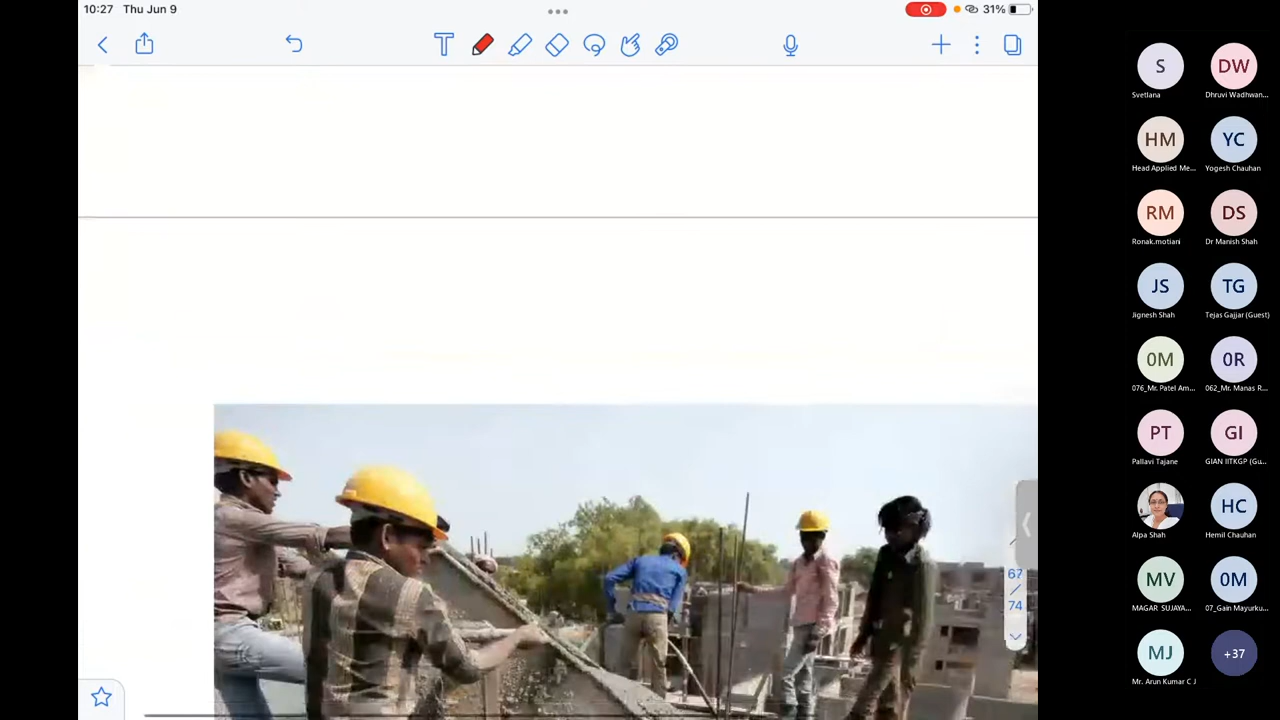 10:27 Thu Jun 9
31%
T
67
/
74
S
Svetlana
DW
Dhruvi Wadhwan...
HM
Head Applied Me...
YC
Yogesh Chauhan
RM
Ronak.motiani
DS
Dr Manish Shah
JS
Jignesh Shah
TG
Tejas Gajjar (Guest)
0M
076_Mr. Patel Am...
0R
062_Mr. Manas R...
PT
Pallavi Tajane
GI
GIAN IITKGP (Gu...
Alpa Shah
HC
Hemil Chauhan
MV
MAGAR SUJAYA...
0M
07_Gain Mayurku...
MJ
Mr. Arun Kumar C J
+37